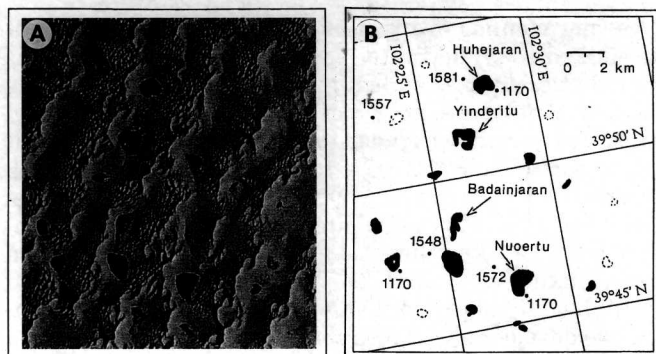 A
B
102°25' E
102°30' E
Huhejaran
1581
1170
0 2 km
1557
Yinderitu
39°50' N
Badainjaran
1548
Nuoertu
1572
1170
1170
39°45' N